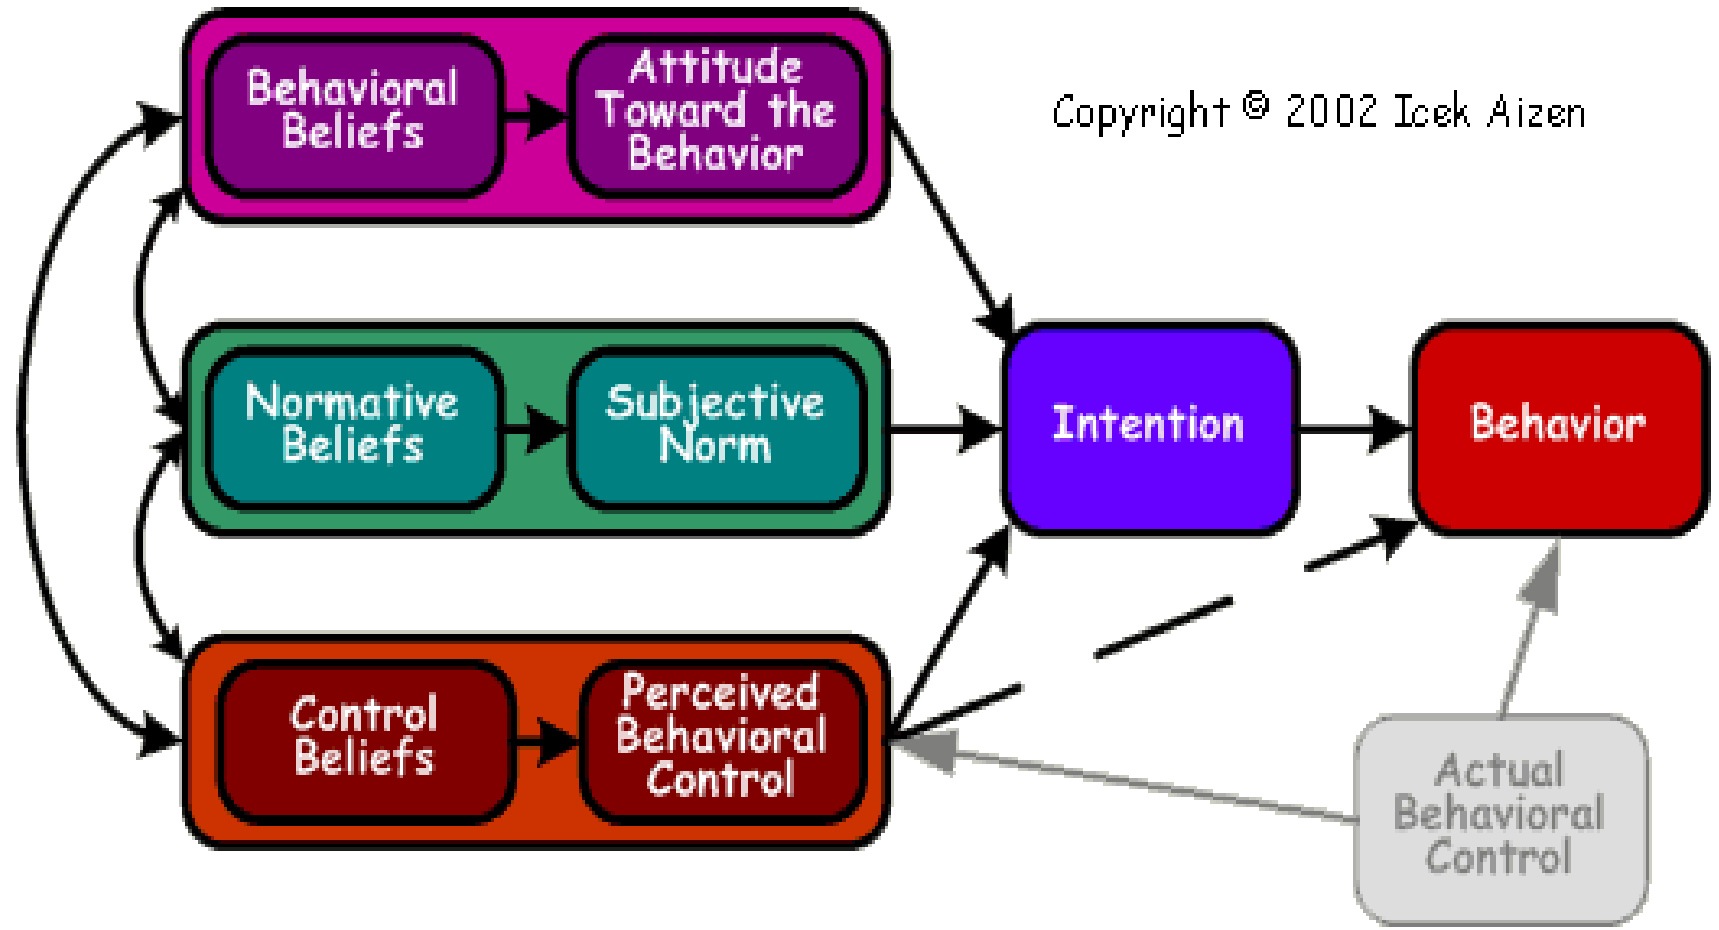 Behavioral
Beliefs
Attitude
Toward the
Behavior
Copyright © 2002 Icek Aizen
Normative
Beliefs
Subjective
Norm
Intention
Behavior
Control
Beliefs
Perceived
Behavioral
Control
Actual
Behavioral
Control